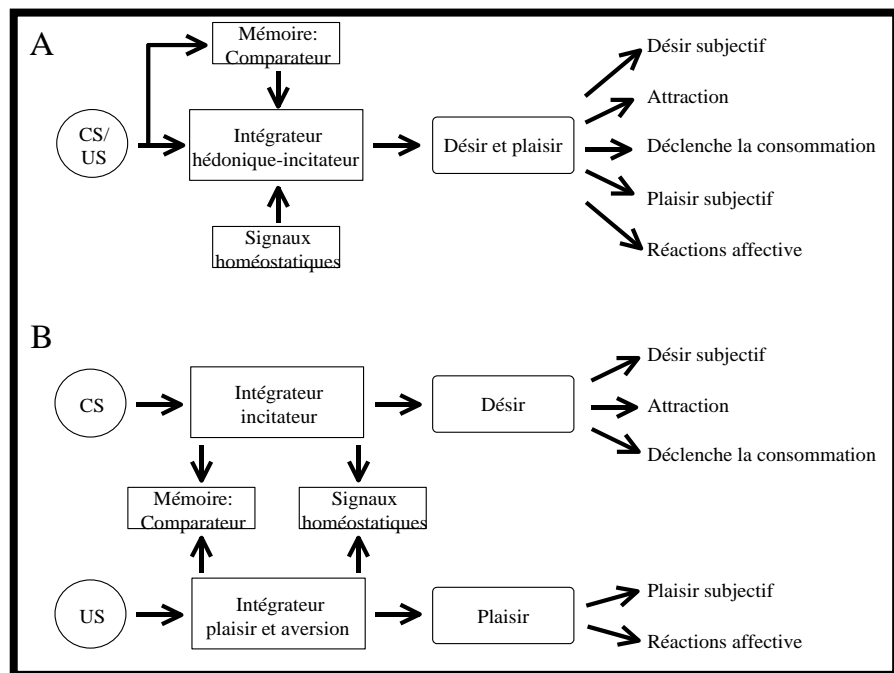 A
Mémoire:
Comparateur
CS/
US
Intégrateur
hédonique-incitateur
Signaux
homéostatiques
Désir et plaisir
Désir subjectif
Attraction
Déclenche la consommation
Plaisir subjectif
Réactions affective
B
CS
Intégrateur
incitateur
Désir
Désir subjectif
Attraction
Déclenche la consommation
Mémoire:
Comparateur
Signaux
homéostatiques
US
Intégrateur
plaisir et aversion
Plaisir
Plaisir subjectif
Réactions affective